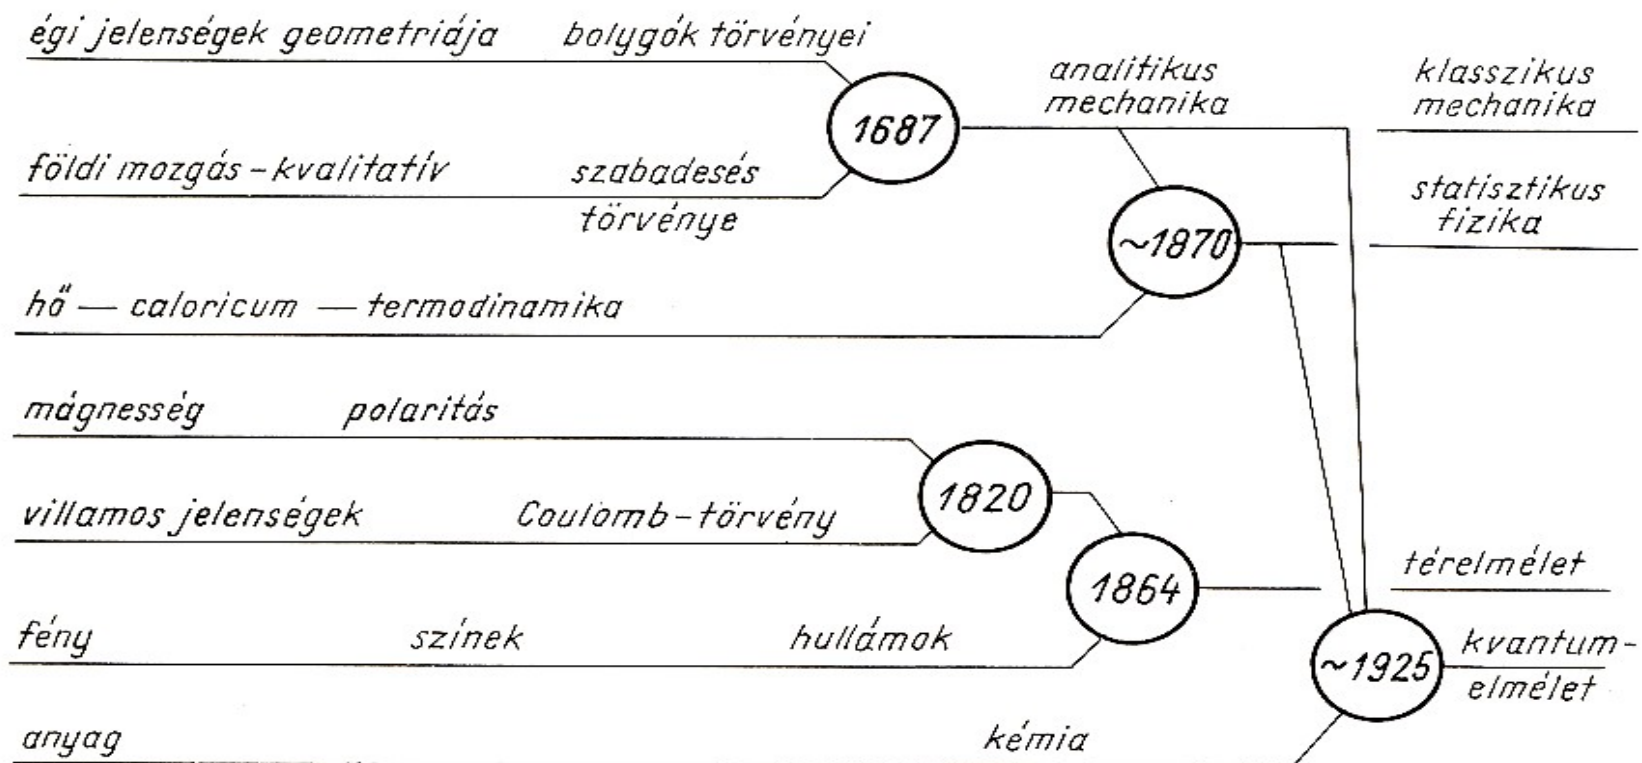 égi jelenségek geometriája bolygók törvényei
analitikus
mechanika
klasszikus
mechanika
1687
földi mozgás – kvalitatív szabadesés
törvénye
statisztikus
fizika
~1870
hő — caloricum — termodinamika
mágnesség polaritás
1820
villamos jelenségek Coulomb-törvény
térelmélet
1864
fény színek hullámok
~1925
kvantum-
elmélet
anyag kémia